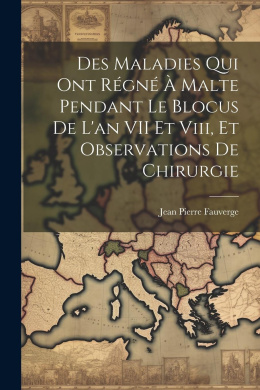 Des Maladies Qui
Ont Régné À Malte
Pendant Le Blocus
De L'an VII Et Viii, Et
Observations De
Chirurgie
Jean Pierre Fauverge